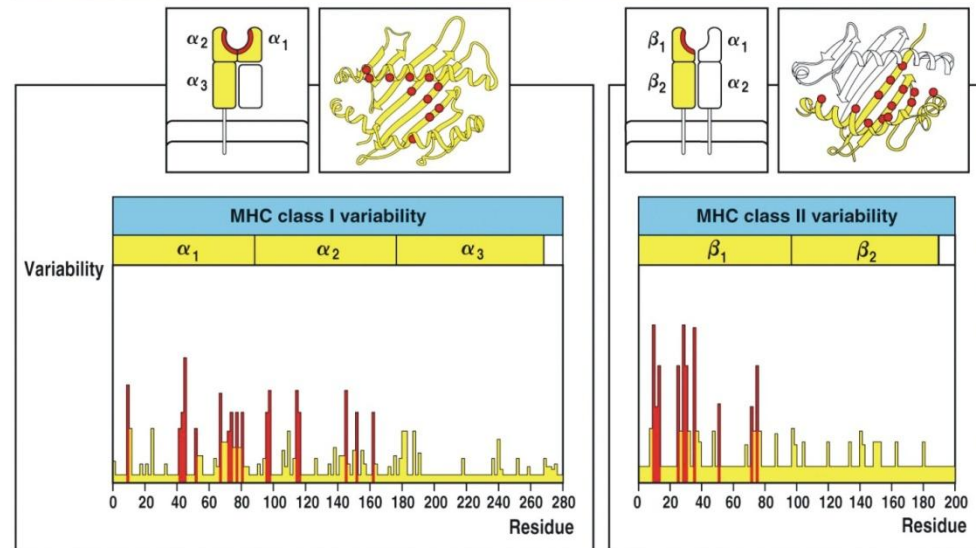 α2 α1
α3
β1 α1
β2 α2
MHC class I variability
α1 α2 α3
Variability
0 20 40 60 80 100 120 140 160 180 200 220 240 260 280
Residue
MHC class II variability
β1 β2
0 20 40 60 80 100 120 140 160 180 200
Residue